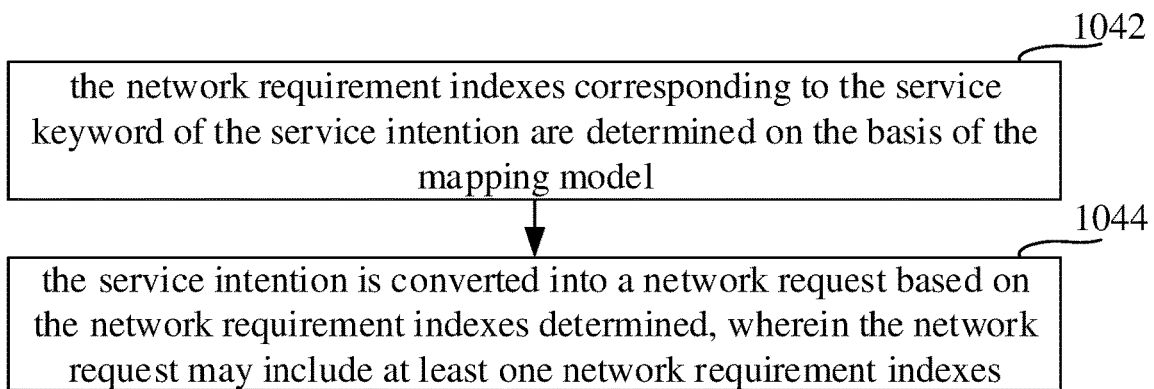 1042
the network requirement indexes corresponding to the service
keyword of the service intention are determined on the basis of the
mapping model
1044
the service intention is converted into a network request based on
the network requirement indexes determined, wherein the network
request may include at least one network requirement indexes